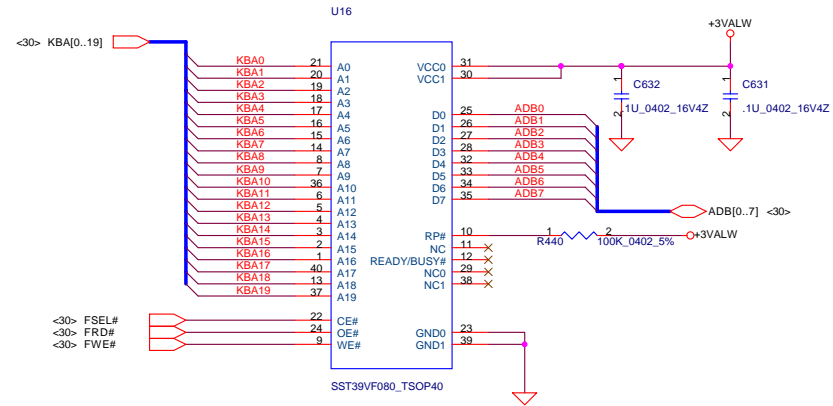 U16
+3VALW
<30> KBA[0..19]
KBA0 21 A0 VCC0 31
KBA1 20 A1 VCC1 30
KBA2 19 A2
KBA3 18 A3
KBA4 17 A4 D0 25 ADB0
KBA5 16 A5 D1 26 ADB1
KBA6 15 A6 D2 27 ADB2
KBA7 14 A7 D3 28 ADB3
KBA8 8 A8 D4 32 ADB4
KBA9 7 A9 D5 33 ADB5
KBA10 36 A10 D6 34 ADB6
KBA11 6 A11 D7 35 ADB7
KBA12 5 A12
KBA13 4 A13
KBA14 3 A14 RP# 10
KBA15 2 A15 NC 11
KBA16 1 A16 READY/BUSY# 12
KBA17 40 A17 NC0 29
KBA18 13 A18 NC1 38
KBA19 37 A19
<30> FSEL# 22 CE#
<30> FRD# 24 OE# GND0 23
<30> FWE# 9 WE# GND1 39
SST39VF080_TSOP40
1 C632
.1U_0402_16V4Z
2
1 C631
.1U_0402_16V4Z
2
ADB[0..7] <30>
1 2 +3VALW
R440 100K_0402_5%